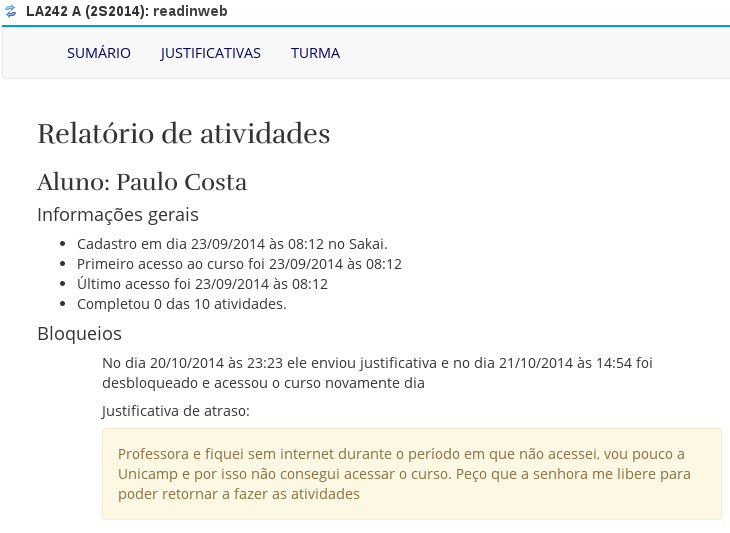 LA242 A (2S2014): readinweb
SUMÁRIO JUSTIFICATIVAS TURMA
Relatório de atividades
Aluno: Paulo Costa
Informações gerais
Cadastro em dia 23/09/2014 às 08:12 no Sakai.
Primeiro acesso ao curso foi 23/09/2014 às 08:12
Último acesso foi 23/09/2014 às 08:12
Completou 0 das 10 atividades.
Bloqueios
No dia 20/10/2014 às 23:23 ele enviou justificativa e no dia 21/10/2014 às 14:54 foi
desbloqueado e acessou o curso novamente dia
Justificativa de atraso:
Professora e fiquei sem internet durante o período em que não acessei, vou pouco a
Unicamp e por isso não consegui acessar o curso. Peço que a senhora me libere para
poder retornar a fazer as atividades